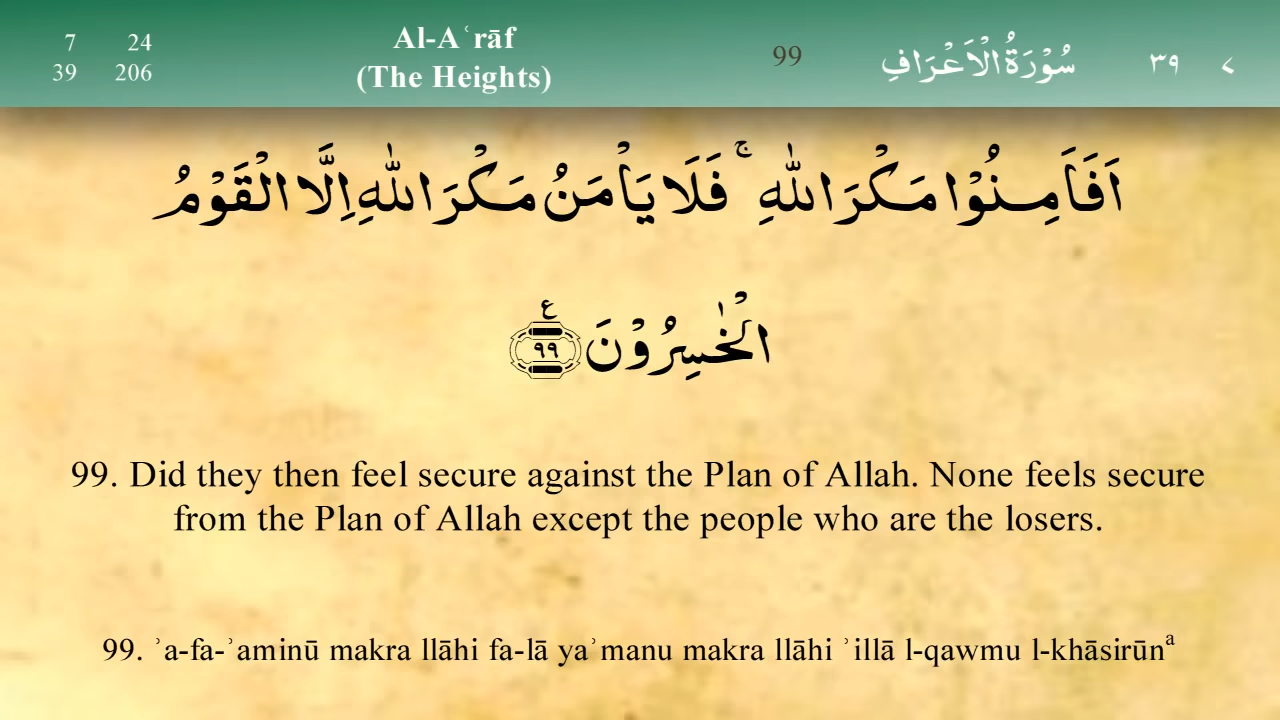 7 24
39 206
Al-Aʿrāf
(The Heights)
99
سُوْرَةُ الْاَعْرَافِ ٣٩ ٧
اَفَاَمِنُوْا مَكْرَ اللّٰهِ ۚ فَلَا يَاْمَنُ مَكْرَ اللّٰهِ اِلَّا الْقَوْمُ
الْخٰسِرُوْنَ ٩٩ ع
99. Did they then feel secure against the Plan of Allah. None feels secure
from the Plan of Allah except the people who are the losers.
99. ʾa-fa-ʾaminū makra llāhi fa-lā yaʾmanu makra llāhi ʾillā l-qawmu l-khāsirūnᵃ